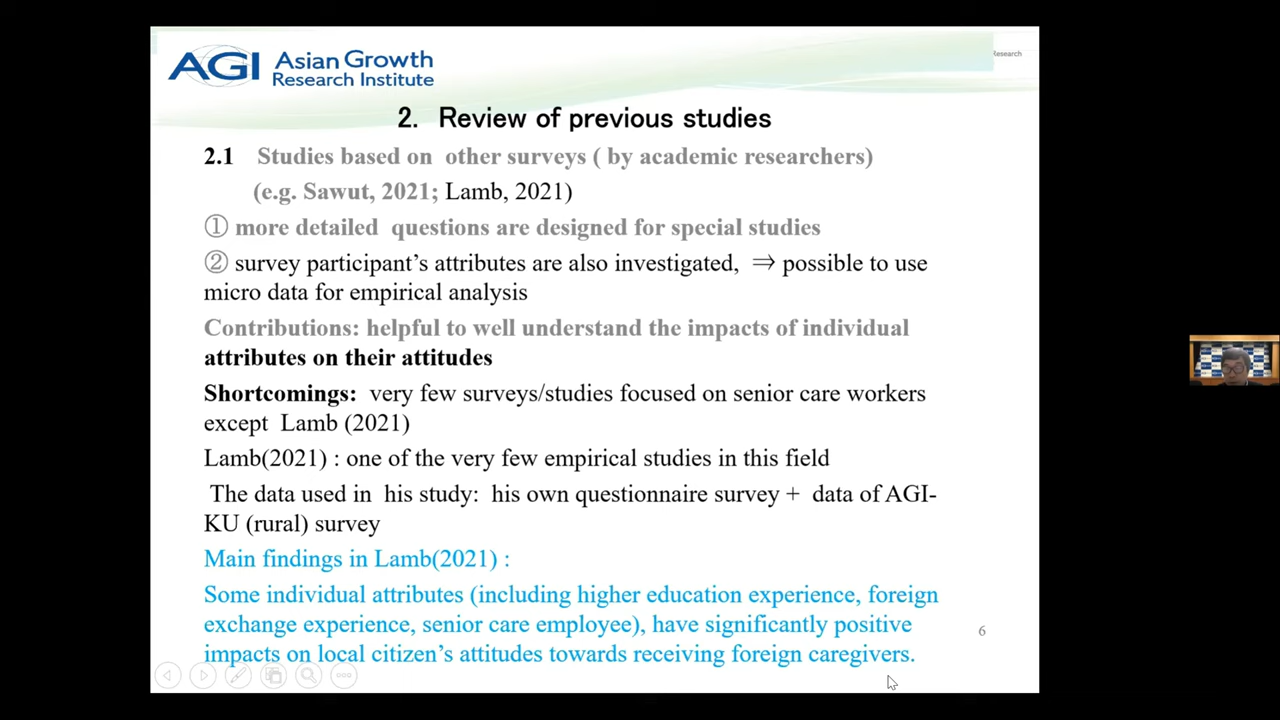 AGI Asian Growth
Research Institute
Research
2. Review of previous studies
2.1 Studies based on other surveys ( by academic researchers)
(e.g. Sawut, 2021; Lamb, 2021)
① more detailed questions are designed for special studies
② survey participant's attributes are also investigated, ⇒ possible to use
micro data for empirical analysis
Contributions: helpful to well understand the impacts of individual
attributes on their attitudes
Shortcomings: very few surveys/studies focused on senior care workers
except Lamb (2021)
Lamb(2021) : one of the very few empirical studies in this field
The data used in his study: his own questionnaire survey + data of AGI-
KU (rural) survey
Main findings in Lamb(2021) :
Some individual attributes (including higher education experience, foreign
exchange experience, senior care employee), have significantly positive
impacts on local citizen's attitudes towards receiving foreign caregivers.
6